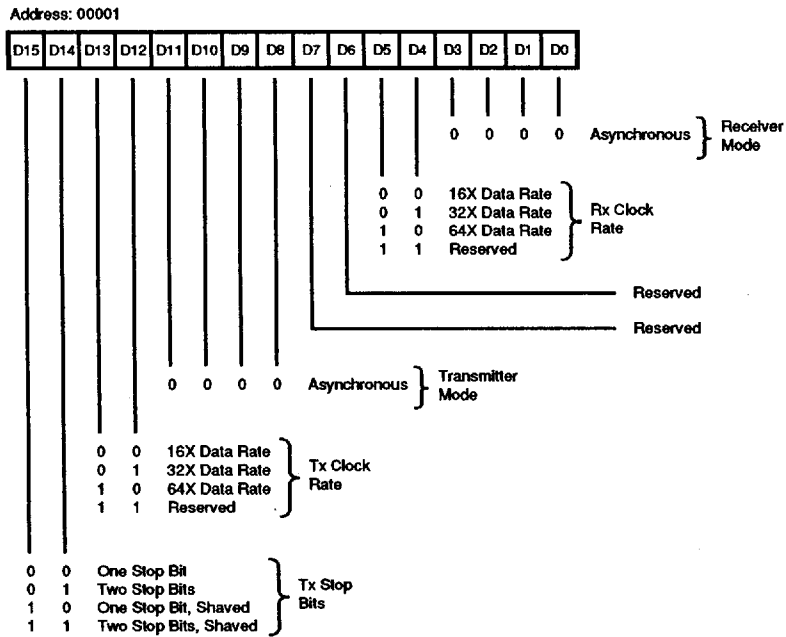 Address: 00001
D15 D14 D13 D12 D11 D10 D9 D8 D7 D6 D5 D4 D3 D2 D1 D0
0 0 0 0 Asynchronous
Receiver
Mode
0 0 16X Data Rate
0 1 32X Data Rate
1 0 64X Data Rate
1 1 Reserved
Rx Clock
Rate
Reserved
Reserved
0 0 0 0 Asynchronous
Transmitter
Mode
0 0 16X Data Rate
0 1 32X Data Rate
1 0 64X Data Rate
1 1 Reserved
Tx Clock
Rate
0 0 One Stop Bit
0 1 Two Stop Bits
1 0 One Stop Bit, Shaved
1 1 Two Stop Bits, Shaved
Tx Stop
Bits